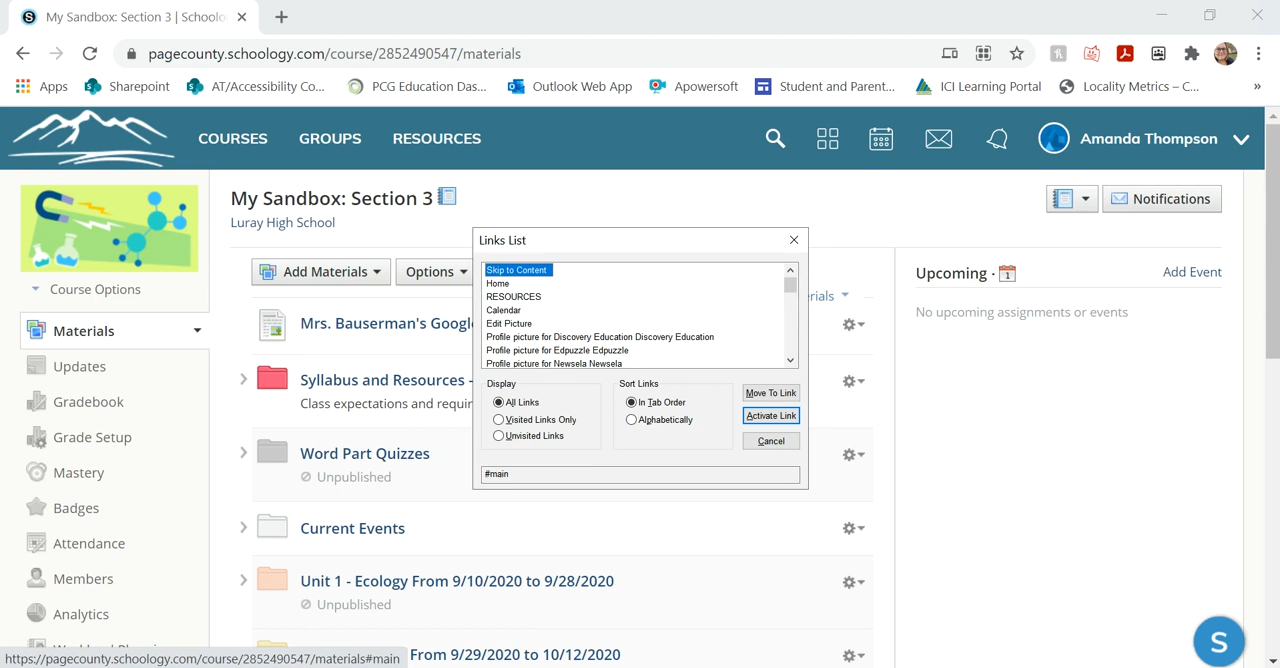 My Sandbox: Section 3 | Schoolo
pagecounty.schoology.com/course/2852490547/materials
Apps
Sharepoint
AT/Accessibility Co...
PCG Education Das...
Outlook Web App
Apowersoft
Student and Parent...
ICI Learning Portal
Locality Metrics – C...
»
COURSES
GROUPS
RESOURCES
Amanda Thompson
My Sandbox: Section 3
Luray High School
Notifications
Course Options
Materials
Updates
Gradebook
Grade Setup
Mastery
Badges
Attendance
Members
Analytics
Add Materials
Options
rials
Mrs. Bauserman's Googl
Syllabus and Resources -
Class expectations and requir
Word Part Quizzes
Unpublished
Current Events
Unit 1 - Ecology From 9/10/2020 to 9/28/2020
Unpublished
From 9/29/2020 to 10/12/2020
Links List
Skip to Content
Home
RESOURCES
Calendar
Edit Picture
Profile picture for Discovery Education Discovery Education
Profile picture for Edpuzzle Edpuzzle
Profile picture for Newsela Newsela
Display
All Links
Visited Links Only
Unvisited Links
Sort Links
In Tab Order
Alphabetically
Move To Link
Activate Link
Cancel
#main
Upcoming ·
1
Add Event
No upcoming assignments or events
S
https://pagecounty.schoology.com/course/2852490547/materials#main